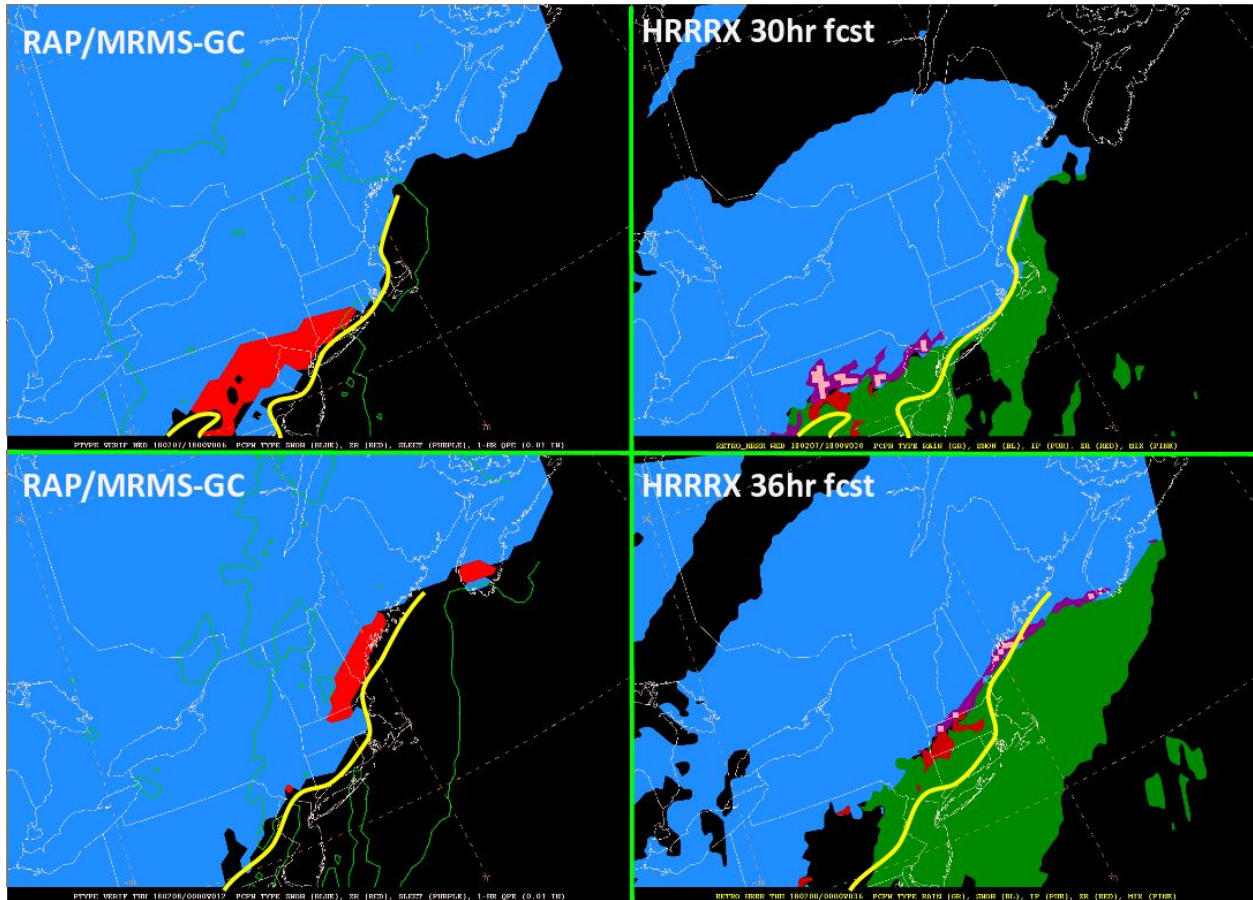 RAP/MRMS-GC
HRRRX 30hr fcst
PTYPE VERIF WED 180207/1800V006 PCPN TYPE SNOW (BLUE), ZR (RED), SLEET (PURPLE), 1-HR QPE (0.01 IN)
RETRO_HRRR WED 180207/1800V030 PCPN TYPE RAIN (GR), SNOW (BL), IP (PUR), ZR (RED), MIX (PINK)
RAP/MRMS-GC
HRRRX 36hr fcst
PTYPE VERIF THU 180208/0000V012 PCPN TYPE SNOW (BLUE), ZR (RED), SLEET (PURPLE), 1-HR QPE (0.01 IN)
RETRO_HRRR THU 180208/0000V036 PCPN TYPE RAIN (GR), SNOW (BL), IP (PUR), ZR (RED), MIX (PINK)